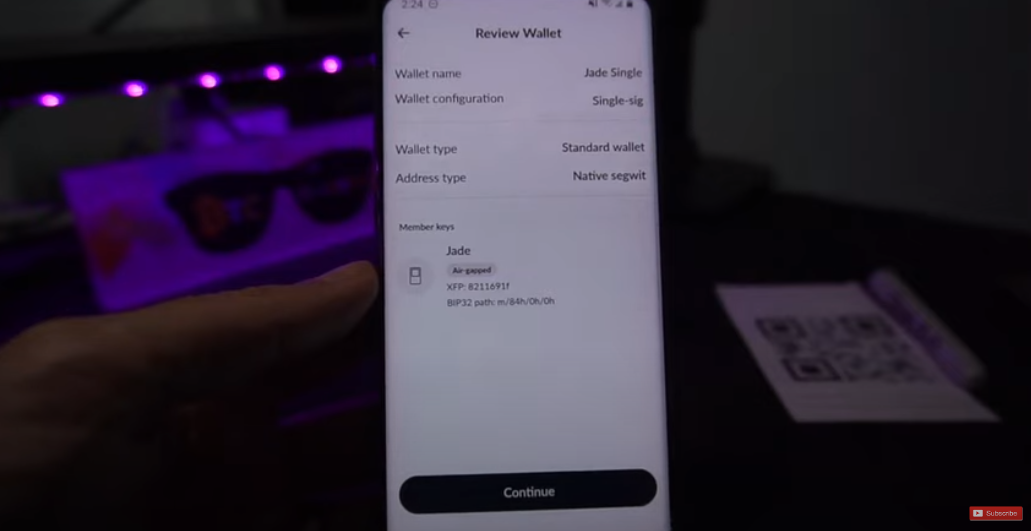 2:24
Review Wallet
Wallet name Jade Single
Wallet configuration Single-sig
Wallet type Standard wallet
Address type Native segwit
Member keys
Jade
Air-gapped
XFP: 8211691f
BIP32 path: m/84h/0h/0h
Continue
Subscribe